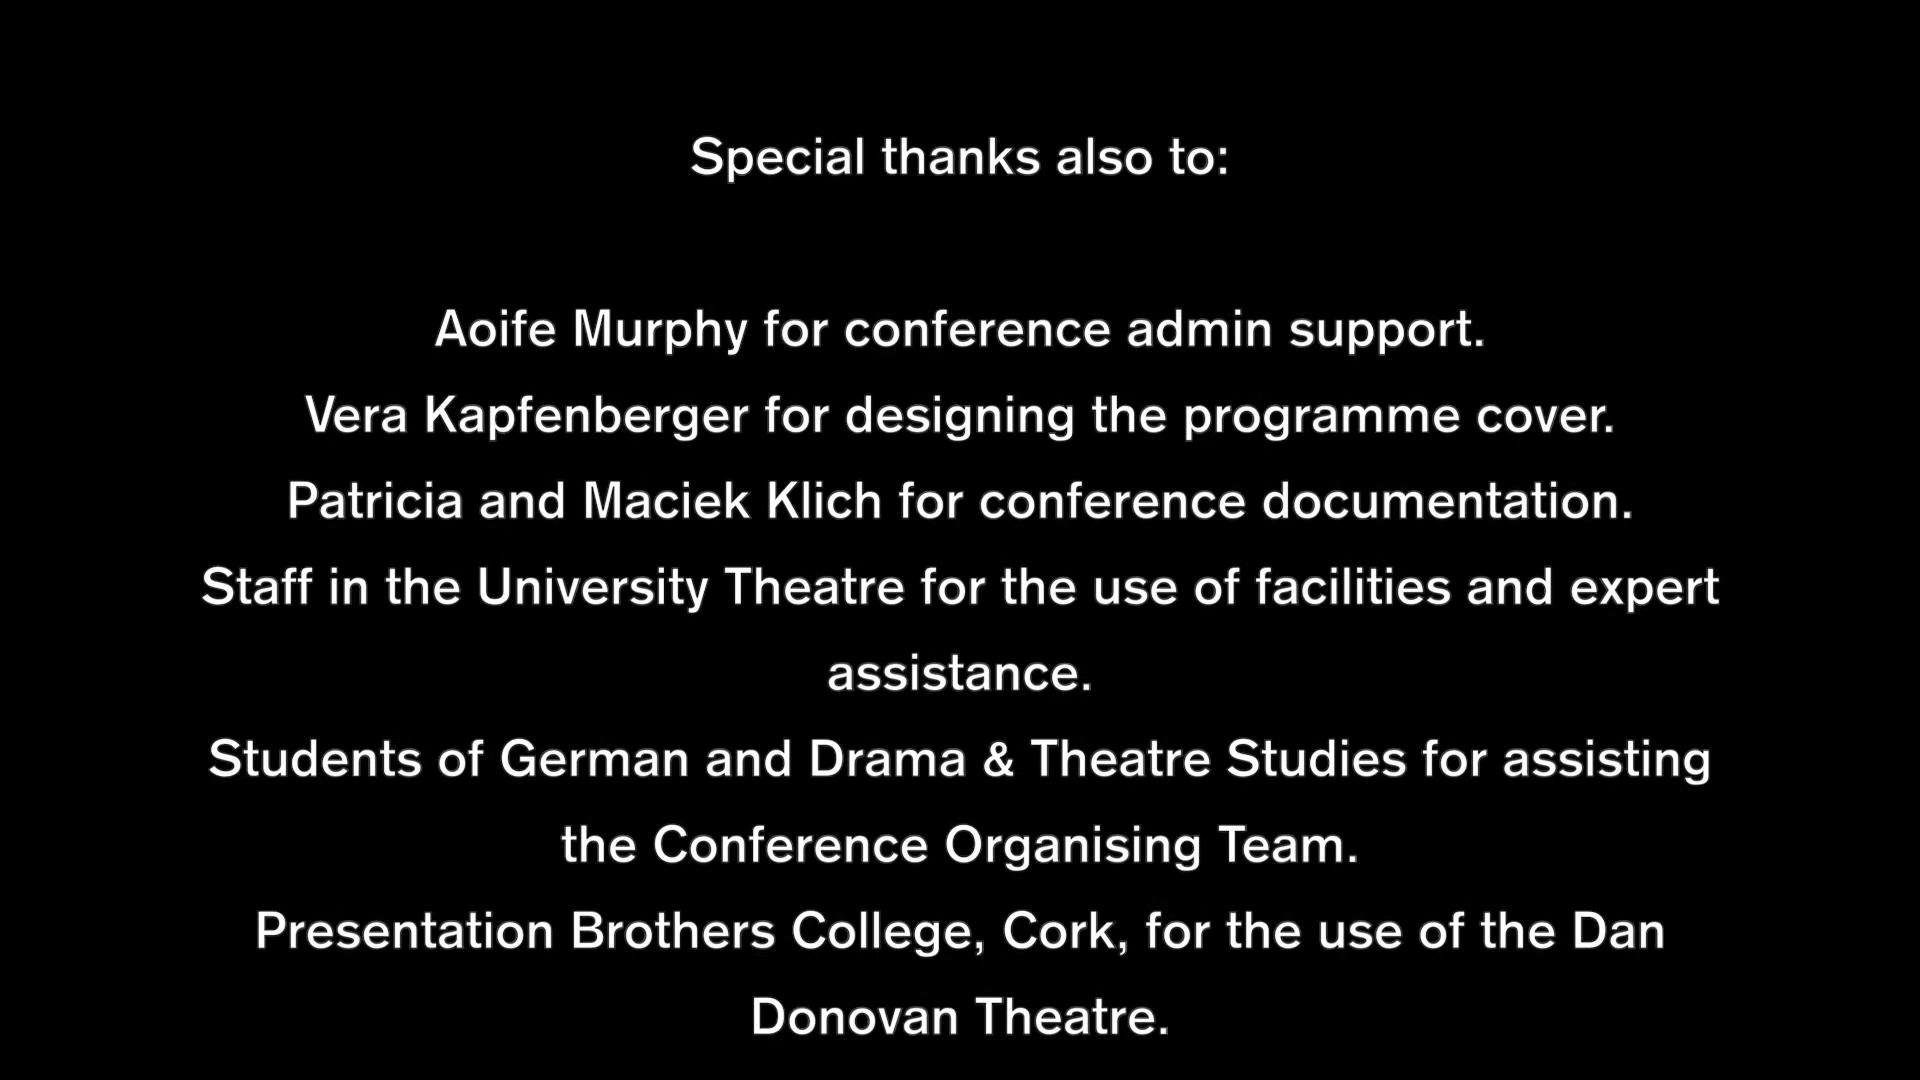 Special thanks also to:
Aoife Murphy for conference admin support.
Vera Kapfenberger for designing the programme cover.
Patricia and Maciek Klich for conference documentation.
Staff in the University Theatre for the use of facilities and expert
assistance.
Students of German and Drama & Theatre Studies for assisting
the Conference Organising Team.
Presentation Brothers College, Cork, for the use of the Dan
Donovan Theatre.